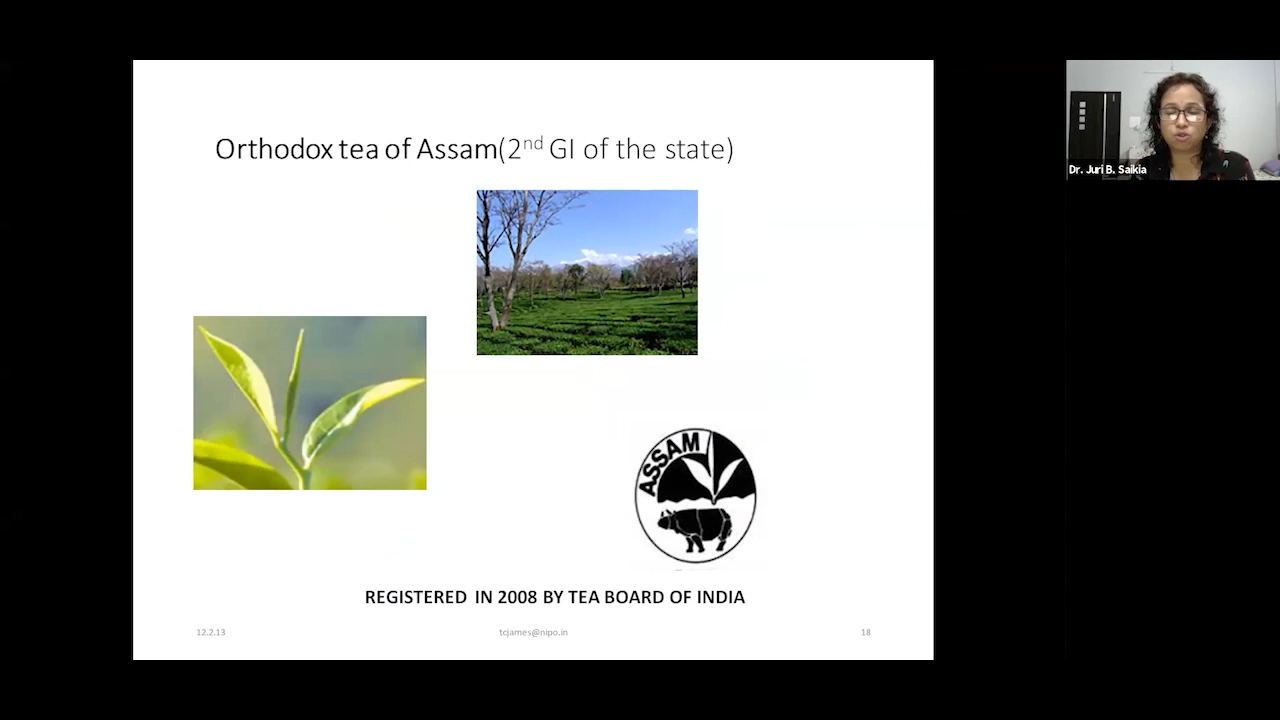 Orthodox tea of Assam(2nd GI of the state)
Dr. Juri B. Saikia
ASSAM
REGISTERED IN 2008 BY TEA BOARD OF INDIA
12.2.13
tcjames@nipo.in
18